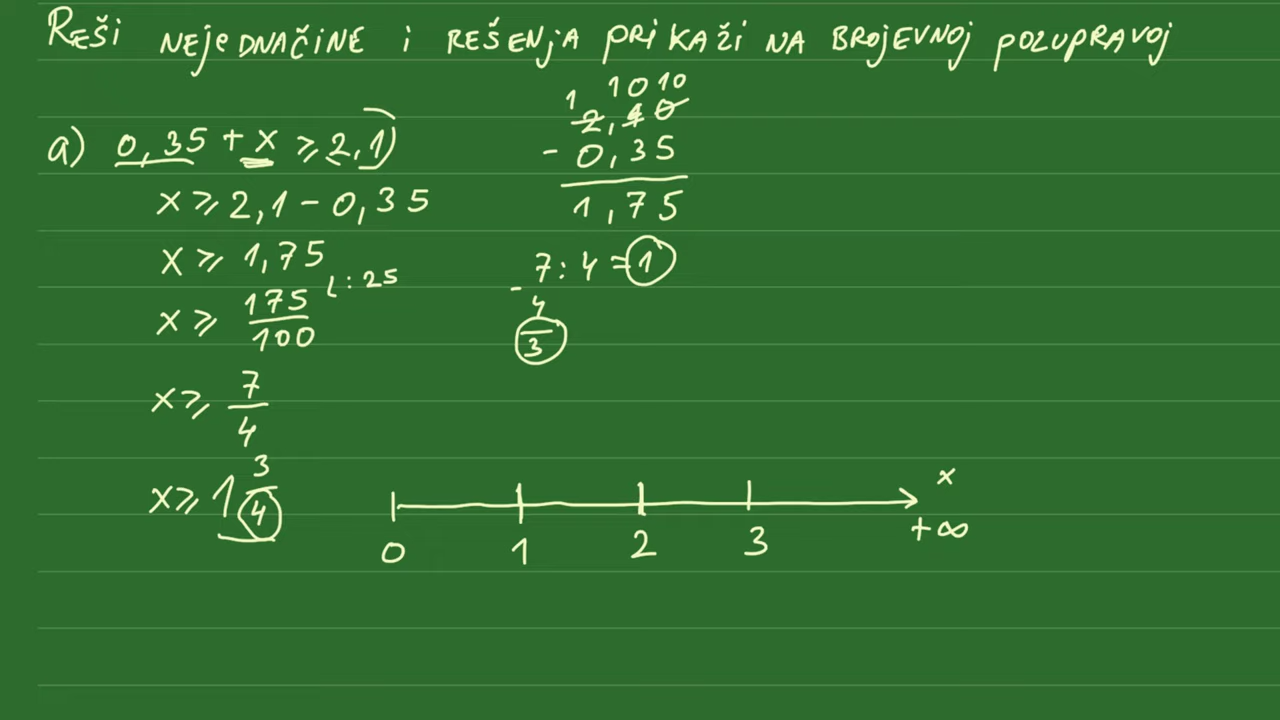 Reši nejednačine i rešenja prikaži na brojevnoj polupravoj
a) 0,35 + x ⩾ 2,1
x ⩾ 2,1 - 0,35
x ⩾ 1,75
x ⩾ 175/100 | : 25
x ⩾ 7/4
x ⩾ 1 3/4
1 10 10
2,10
- 0,35
1,75
7 : 4 = 1
- 4
3
x
0 1 2 3 +∞